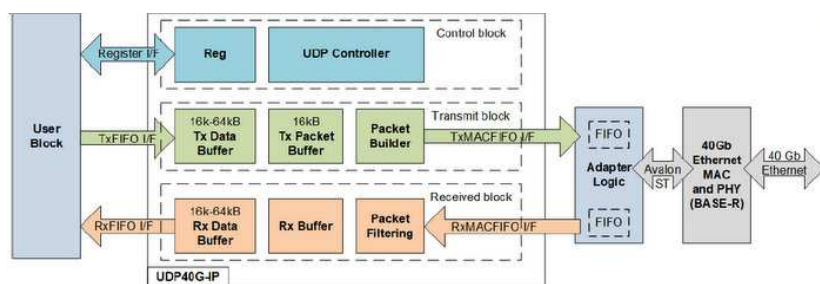 Control block
Register I/F
Reg
UDP Controller
User
Block
Transmit block
TxFIFO I/F
16k-64kB
Tx Data
Buffer
16kB
Tx Packet
Buffer
Packet
Builder
TxMACFIFO I/F
FIFO
Adapter
Logic
FIFO
Avalon
ST
40Gb
Ethernet
MAC
and PHY
(BASE-R)
40 Gb
Ethernet
Received block
RxFIFO I/F
16k-64kB
Rx Data
Buffer
Rx Buffer
Packet
Filtering
RxMACFIFO I/F
UDP40G-IP